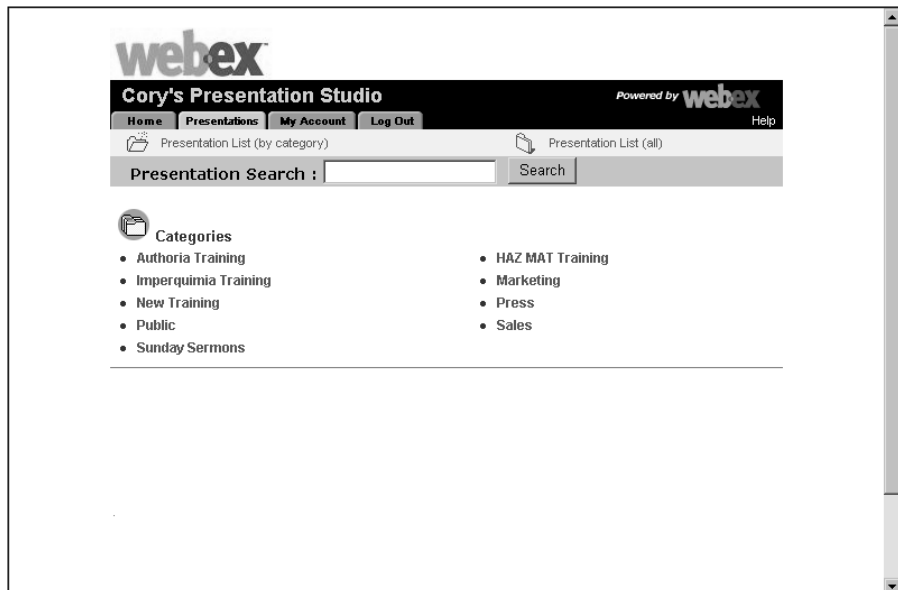 webex
Cory's Presentation Studio
Powered by webex
Home Presentations My Account Log Out
Help
Presentation List (by category)
Presentation List (all)
Presentation Search :
Search
Categories
• Authoria Training
• HAZ MAT Training
• Imperquimia Training
• Marketing
• New Training
• Press
• Public
• Sales
• Sunday Sermons